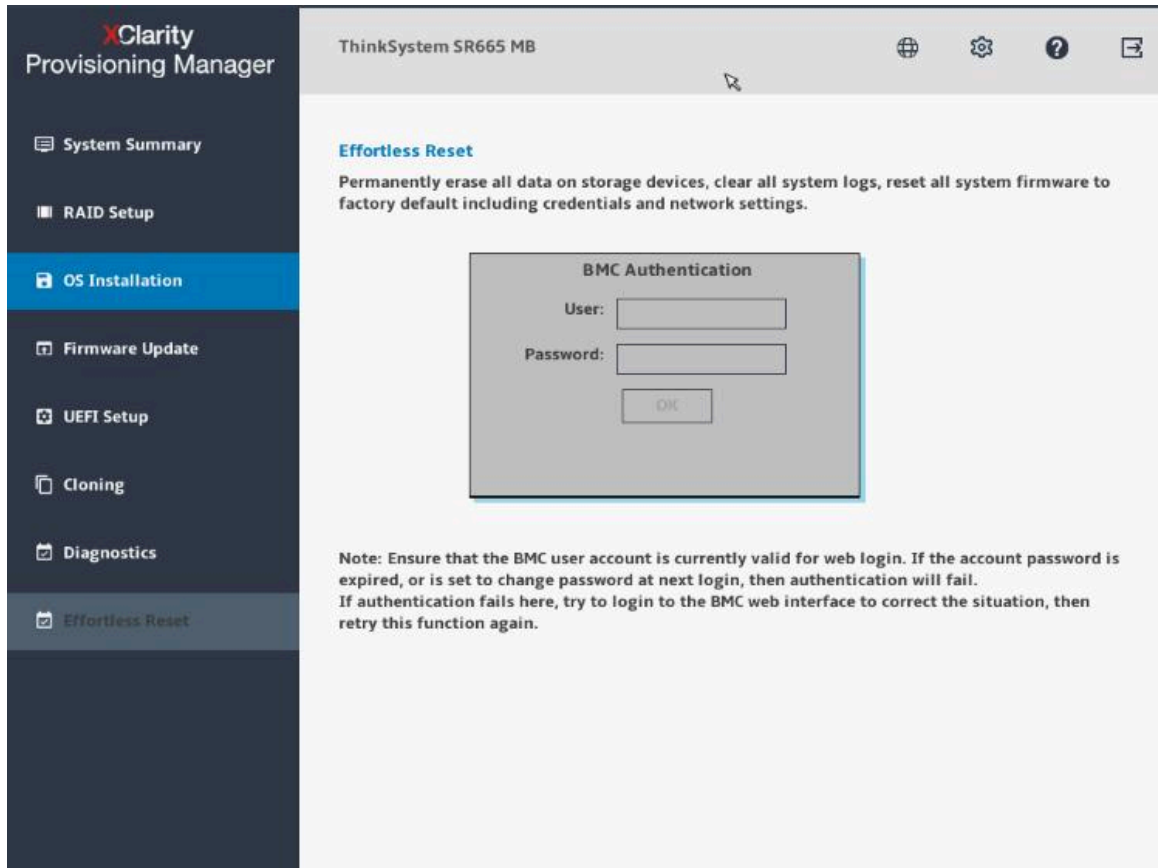 XClarity
Provisioning Manager
ThinkSystem SR665 MB
System Summary
RAID Setup
OS Installation
Firmware Update
UEFI Setup
Cloning
Diagnostics
Effortless Reset
Effortless Reset
Permanently erase all data on storage devices, clear all system logs, reset all system firmware to
factory default including credentials and network settings.
BMC Authentication
User:
Password:
OK
Note: Ensure that the BMC user account is currently valid for web login. If the account password is
expired, or is set to change password at next login, then authentication will fail.
If authentication fails here, try to login to the BMC web interface to correct the situation, then
retry this function again.